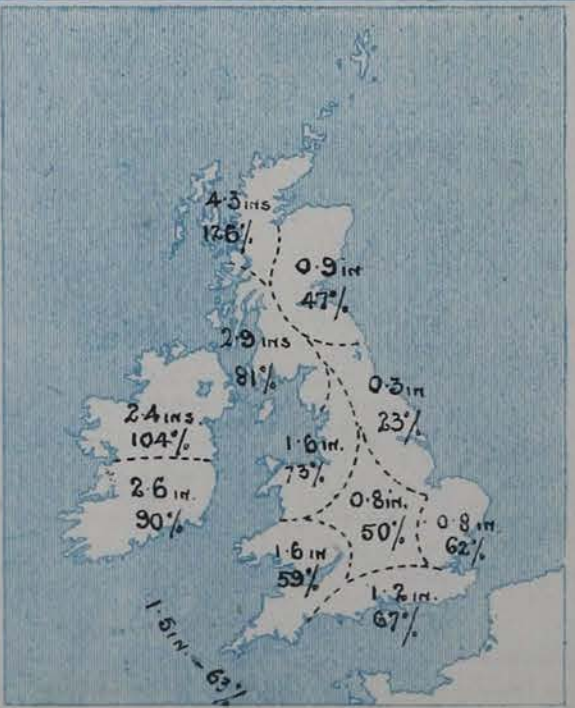 4·3 INS
126%
0·9 IN
47%
2·9 INS
81%
0·3 IN
23%
2·4 INS.
104%
1·6 IN.
73%
2·6 IN.
90%
0·8 IN.
50%
0·8 IN.
62%
1·6 IN
59%
1·2 IN.
67%
1·5 IN – 63%